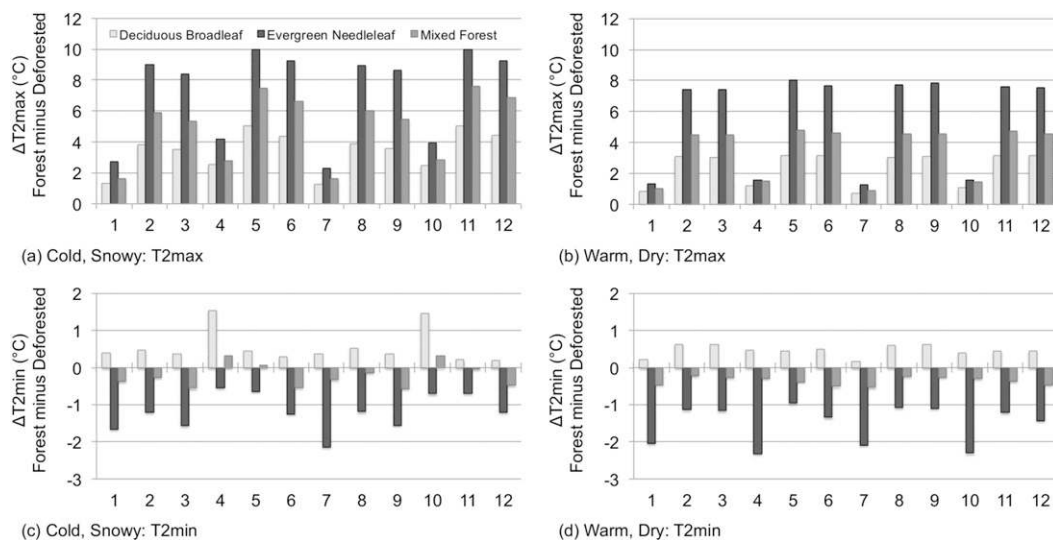 12
10
8
6
4
2
0
ΔT2max (°C)
Forest minus Deforested
Deciduous Broadleaf Evergreen Needleleaf Mixed Forest
1 2 3 4 5 6 7 8 9 10 11 12
(a) Cold, Snowy: T2max
12
10
8
6
4
2
0
ΔT2max (°C)
Forest minus Deforested
1 2 3 4 5 6 7 8 9 10 11 12
(b) Warm, Dry: T2max
2
1
0
-1
-2
-3
ΔT2min (°C)
Forest minus Deforested
1 2 3 4 5 6 7 8 9 10 11 12
(c) Cold, Snowy: T2min
2
1
0
-1
-2
-3
ΔT2min (°C)
Forest minus Deforested
1 2 3 4 5 6 7 8 9 10 11 12
(d) Warm, Dry: T2min